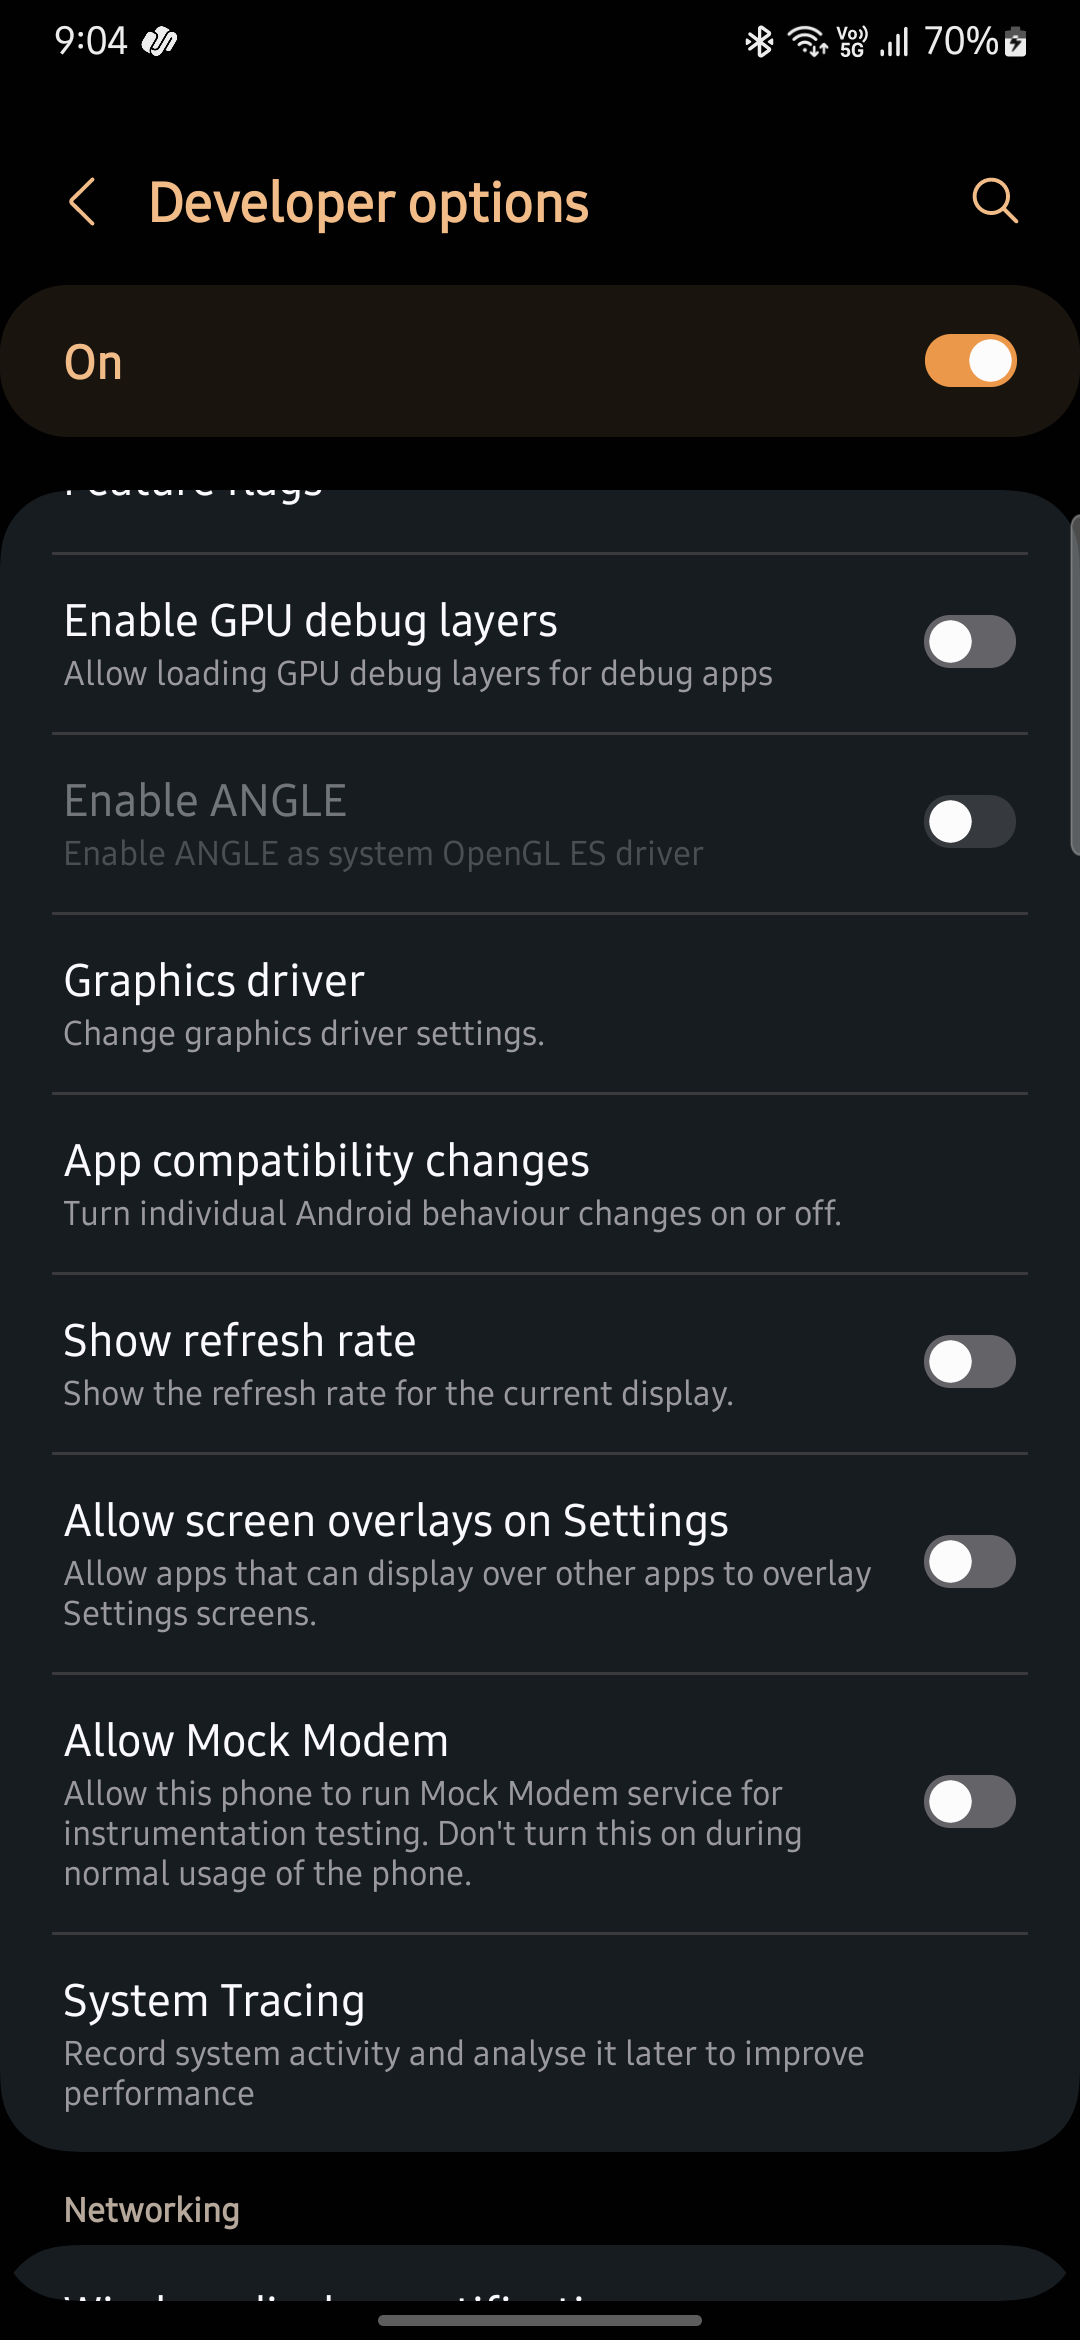 9:04
Vo)) 5G
70%
Developer options
On
Feature flags
Enable GPU debug layers
Allow loading GPU debug layers for debug apps
Enable ANGLE
Enable ANGLE as system OpenGL ES driver
Graphics driver
Change graphics driver settings.
App compatibility changes
Turn individual Android behaviour changes on or off.
Show refresh rate
Show the refresh rate for the current display.
Allow screen overlays on Settings
Allow apps that can display over other apps to overlay
Settings screens.
Allow Mock Modem
Allow this phone to run Mock Modem service for
instrumentation testing. Don't turn this on during
normal usage of the phone.
System Tracing
Record system activity and analyse it later to improve
performance
Networking